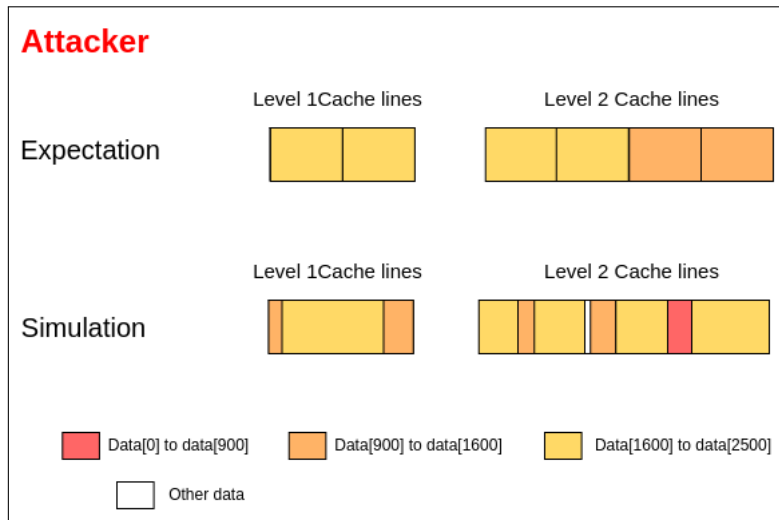 Attacker
Level 1Cache lines
Level 2 Cache lines
Expectation
Level 1Cache lines
Level 2 Cache lines
Simulation
Data[0] to data[900]
Data[900] to data[1600]
Data[1600] to data[2500]
Other data